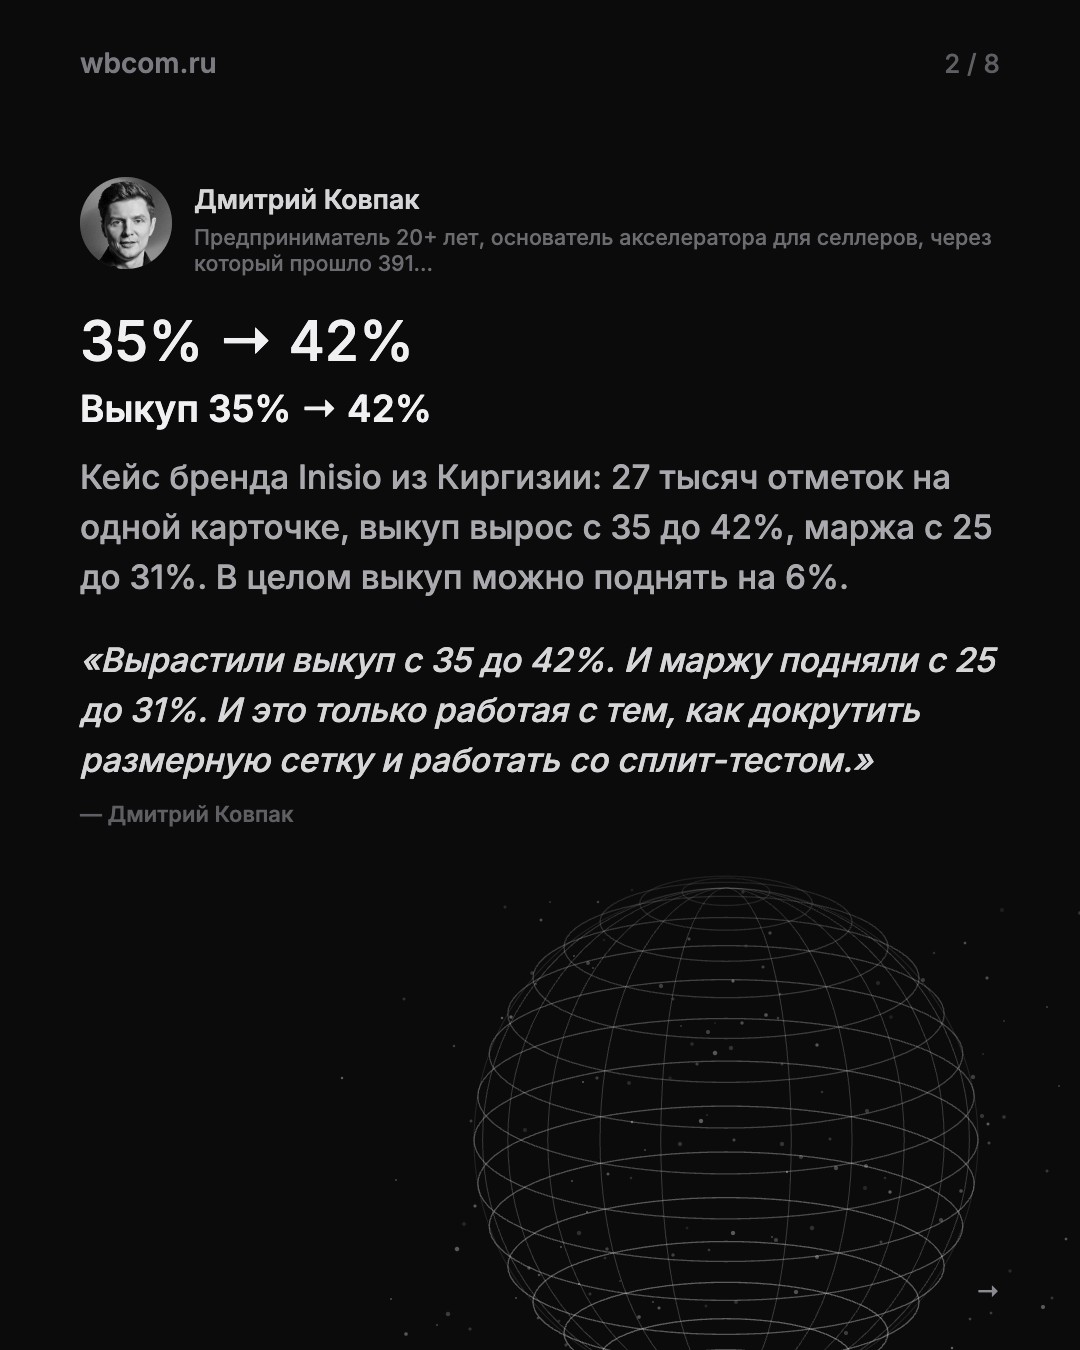 wbcom.ru
2 / 8
Дмитрий Ковпак
Предприниматель 20+ лет, основатель акселератора для селлеров, через
который прошло 391...
35% → 42%
Выкуп 35% → 42%
Кейс бренда Inisio из Киргизии: 27 тысяч отметок на
одной карточке, выкуп вырос с 35 до 42%, маржа с 25
до 31%. В целом выкуп можно поднять на 6%.
«Вырастили выкуп с 35 до 42%. И маржу подняли с 25
до 31%. И это только работая с тем, как докрутить
размерную сетку и работать со сплит-тестом.»
— Дмитрий Ковпак
→